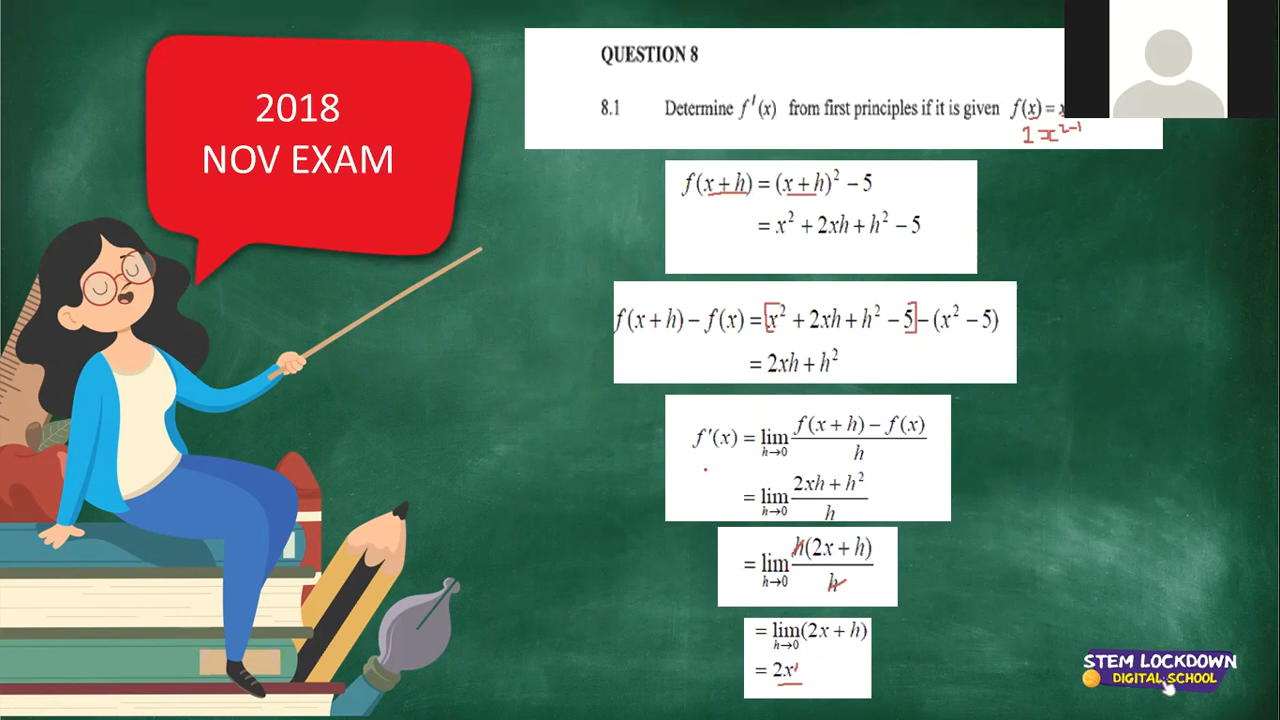 2018
NOV EXAM
QUESTION 8
8.1 Determine f'(x) from first principles if it is given f(x) =
1x²⁻¹
f(x+h) = (x+h)² − 5
= x² + 2xh + h² − 5
f(x+h) − f(x) = [x² + 2xh + h² − 5] − (x² − 5)
= 2xh + h²
f'(x) = lim h→0 (f(x+h) − f(x)) / h
= lim h→0 (2xh + h²) / h
= lim h→0 h(2x + h) / h
= lim h→0 (2x + h)
= 2x
STEM LOCKDOWN
DIGITAL SCHOOL